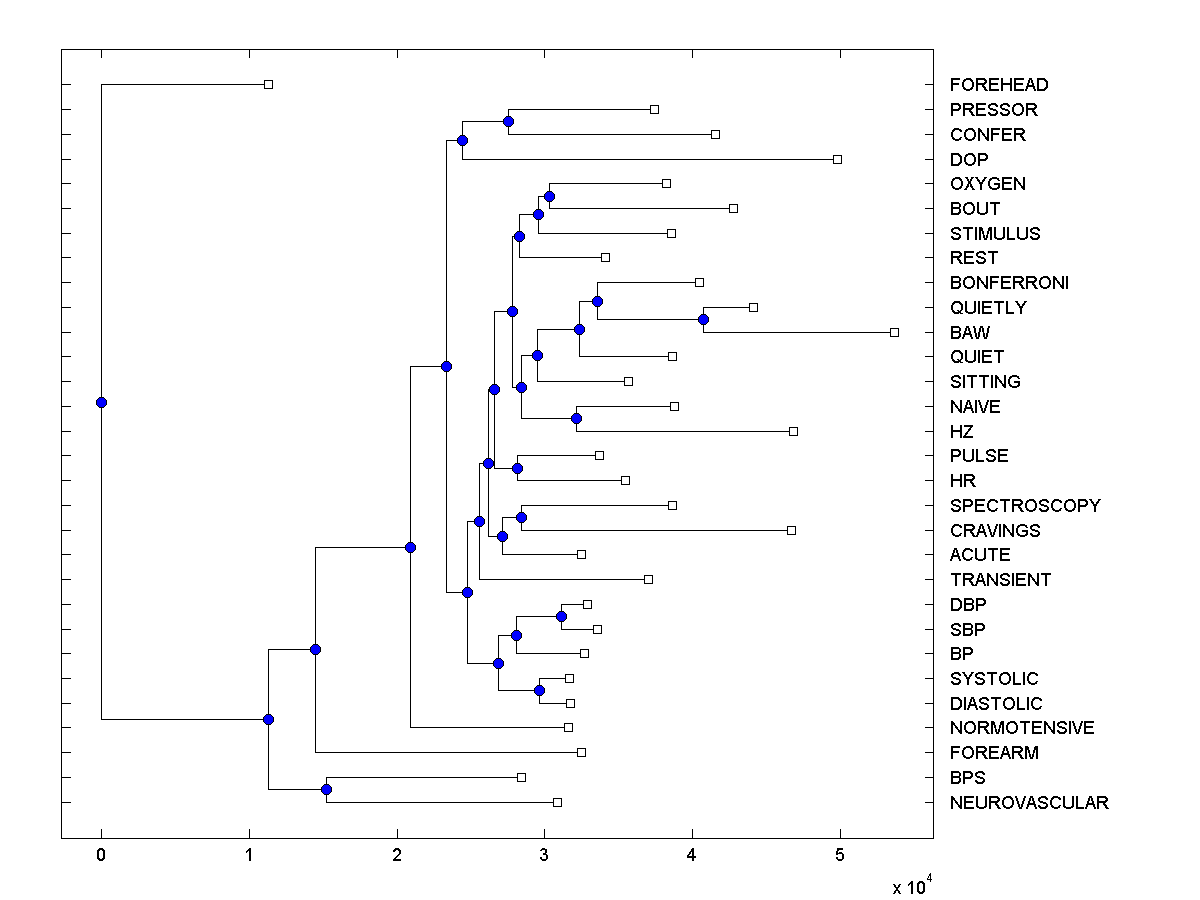 FOREHEAD
PRESSOR
CONFER
DOP
OXYGEN
BOUT
STIMULUS
REST
BONFERRONI
QUIETLY
BAW
QUIET
SITTING
NAIVE
HZ
PULSE
HR
SPECTROSCOPY
CRAVINGS
ACUTE
TRANSIENT
DBP
SBP
BP
SYSTOLIC
DIASTOLIC
NORMOTENSIVE
FOREARM
BPS
NEUROVASCULAR
0 1 2 3 4 5
x 10^4